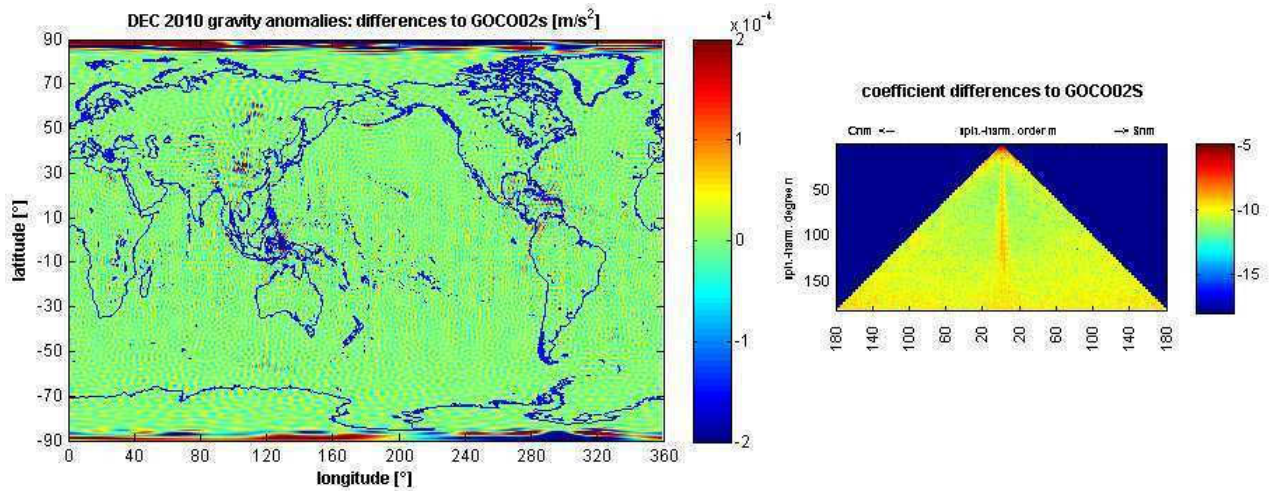 DEC 2010 gravity anomalies: differences to GOCO02s [m/s²]
x 10⁻⁴
90
70
50
30
10
-10
-30
-50
-70
-90
latitude [°]
0 40 80 120 160 200 240 280 320 360
longitude [°]
2
1
0
-1
-2
coefficient differences to GOCO02S
Cnm <-- sph.-harm. order m --> Snm
sph.-harm. degree n
50
100
150
180 140 100 60 20 20 60 100 140 180
-5
-10
-15